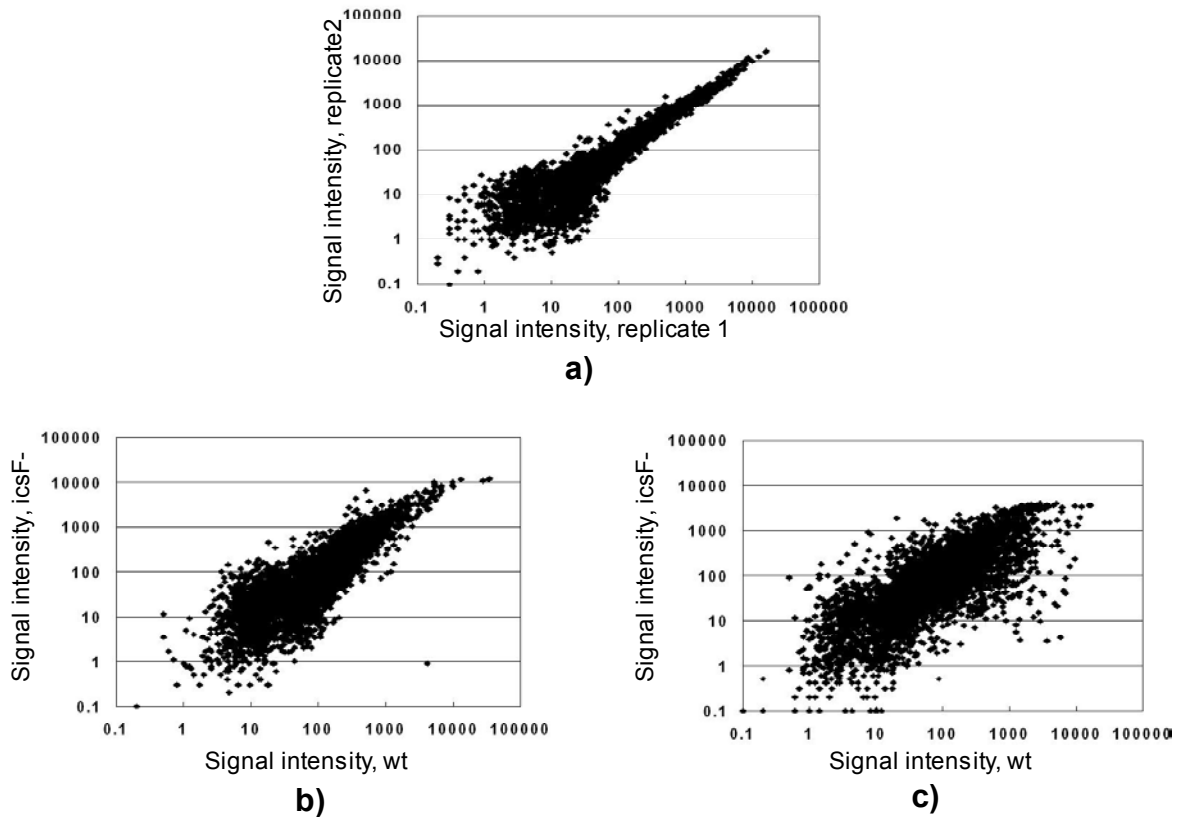 Signal intensity, replicate2
100000
10000
1000
100
10
1
0.1
0.1 1 10 100 1000 10000 100000
Signal intensity, replicate 1
a)
Signal intensity, icsF-
100000
10000
1000
100
10
1
0.1
0.1 1 10 100 1000 10000 100000
Signal intensity, wt
b)
Signal intensity, icsF-
100000
10000
1000
100
10
1
0.1
0.1 1 10 100 1000 10000 100000
Signal intensity, wt
c)